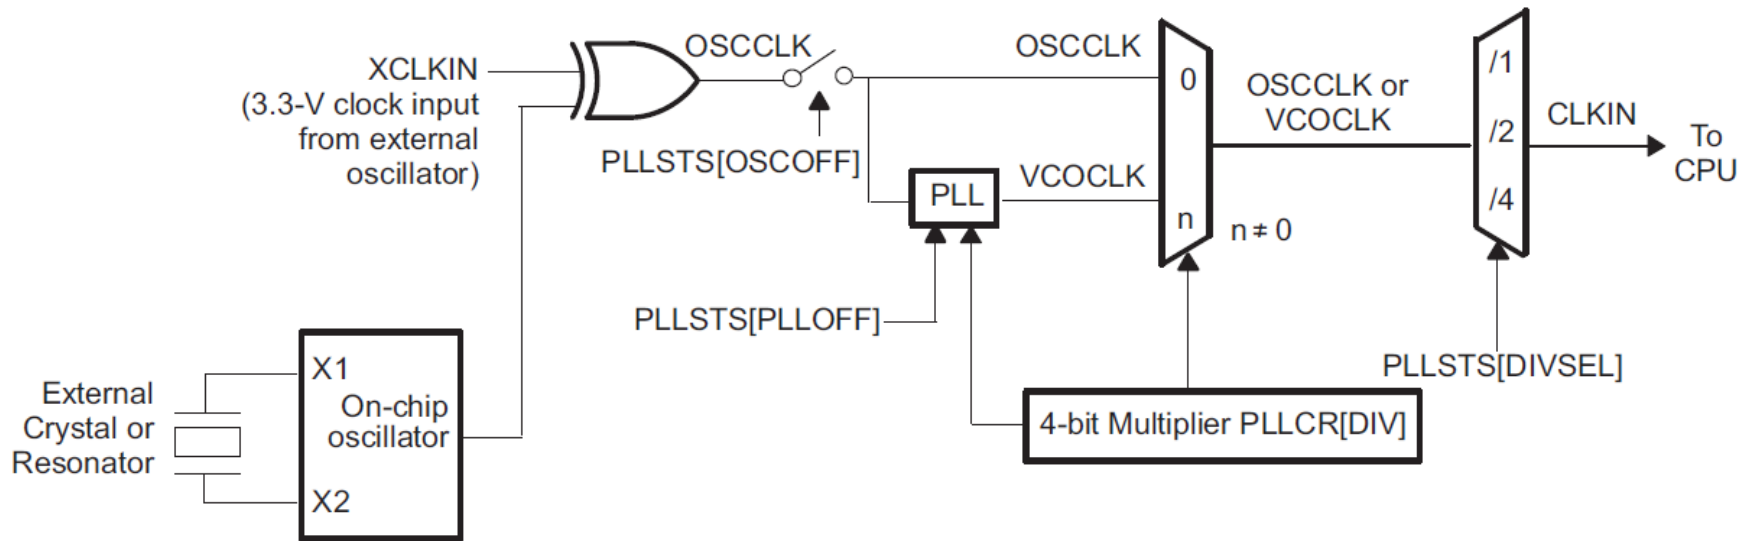 XCLKIN
(3.3-V clock input
from external
oscillator)
OSCCLK
PLLSTS[OSCOFF]
OSCCLK
0
OSCCLK or
VCOCLK
/1
/2
/4
CLKIN
To
CPU
PLL
VCOCLK
n
n ≠ 0
PLLSTS[PLLOFF]
PLLSTS[DIVSEL]
4-bit Multiplier PLLCR[DIV]
External
Crystal or
Resonator
X1
On-chip
oscillator
X2